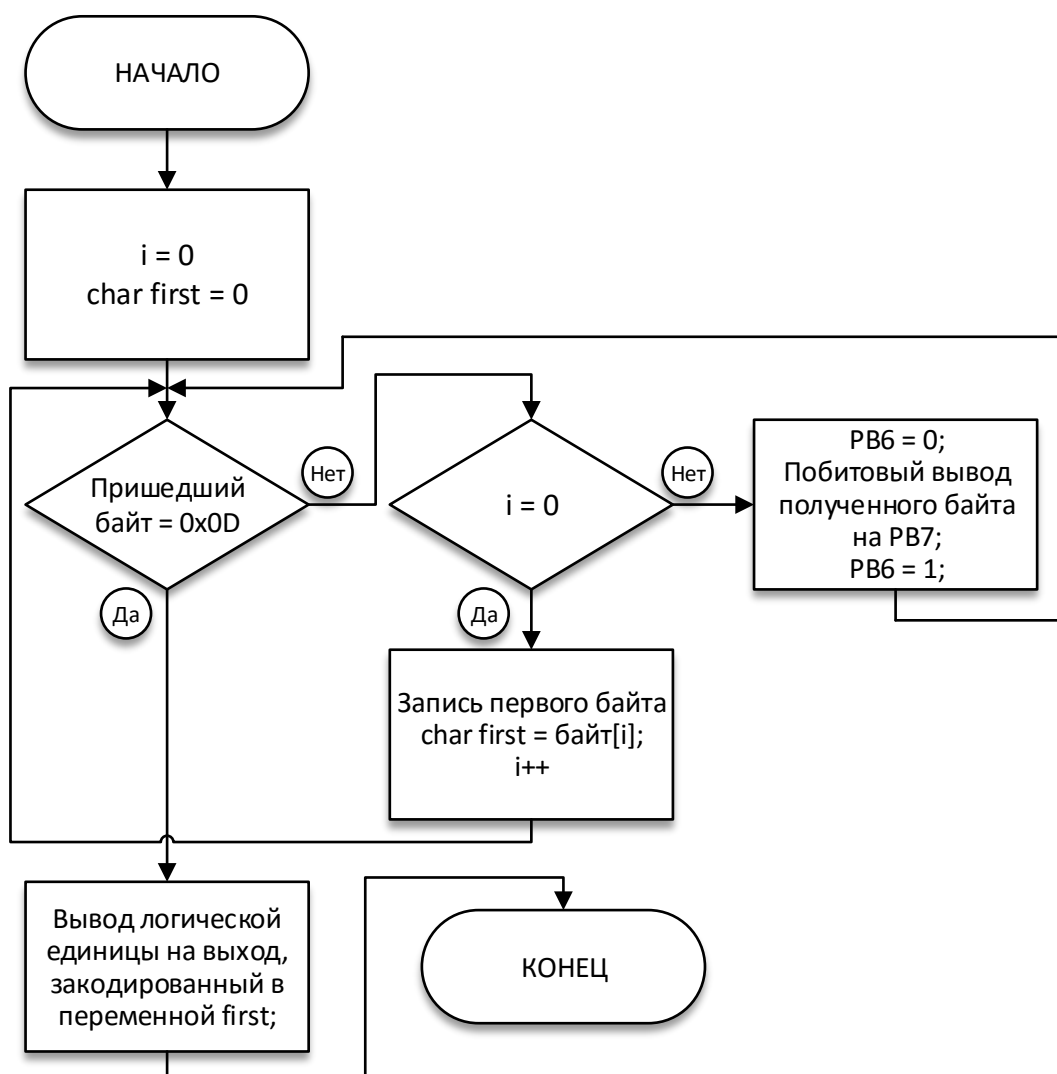 НАЧАЛО
i = 0
char first = 0
Пришедший
байт = 0x0D
Нет
Да
i = 0
Нет
Да
PB6 = 0;
Побитовый вывод
полученного байта
на PB7;
PB6 = 1;
Запись первого байта
char first = байт[i];
i++
Вывод логической
единицы на выход,
закодированный в
переменной first;
КОНЕЦ